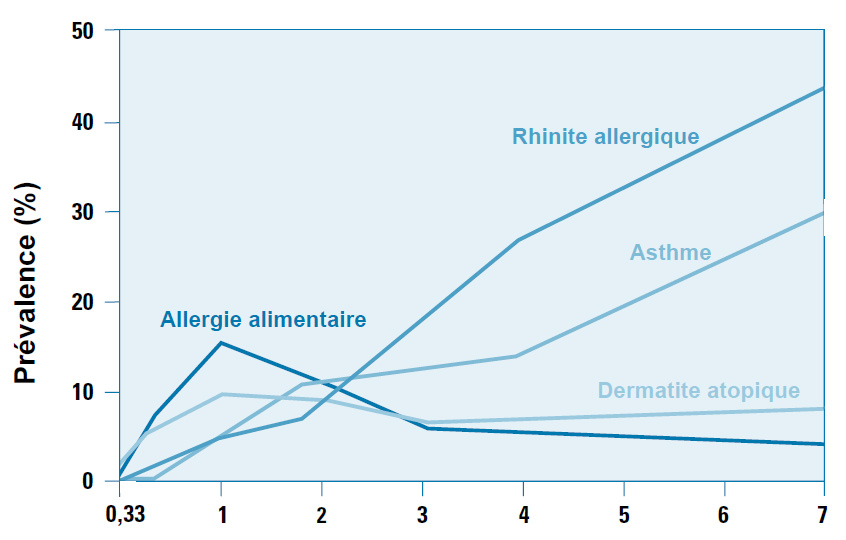 Prévalence (%)
50
40
30
20
10
0
Rhinite allergique
Asthme
Allergie alimentaire
Dermatite atopique
0,33
1
2
3
4
5
6
7